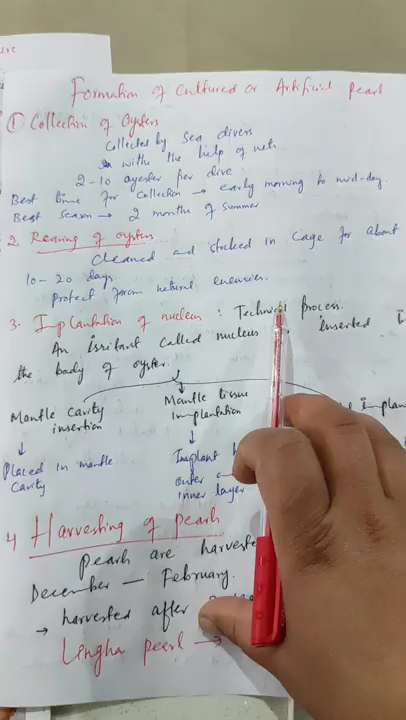 ure
Formation of Cultured or Artificial pearl
① Collection of Oysters
Collected by Sea divers
with the help of nets
2-10 oyester per dive
Best time for Collection → early morning to mid-day.
Best season → 2 months of summer
2. Rearing of oysters
Cleaned and stocked in cage for about
10-20 days.
Protect from natural enemies.
3. Implantation of nucleus : Technical Process.
An irritant called nucleus inserted i
the body of oyster.
Mantle Cavity insertion
Mantle tissue implantation
implan
↓
↓
Placed in mantle cavity
Implant
outer
inner layer
4 Harvesting of pearls
Pearls are harveste
December — February.
→ harvested after
Lingha pearl →